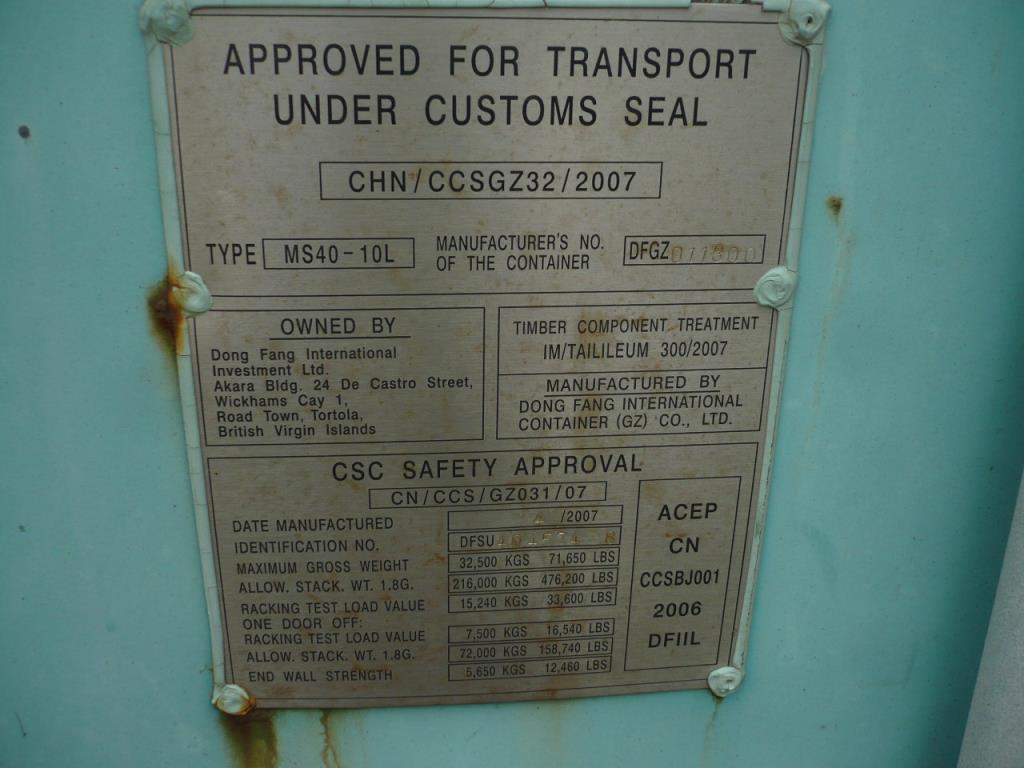 APPROVED FOR TRANSPORT
UNDER CUSTOMS SEAL
CHN/CCSGZ32/2007
TYPE MS40-10L
MANUFACTURER'S NO.
OF THE CONTAINER
DFGZ
OWNED BY
Dong Fang International
Investment Ltd.
Akara Bldg. 24 De Castro Street,
Wickhams Cay 1,
Road Town, Tortola,
British Virgin Islands
TIMBER COMPONENT TREATMENT
IM/TAILILEUM 300/2007
MANUFACTURED BY
DONG FANG INTERNATIONAL
CONTAINER (GZ) CO., LTD.
CSC SAFETY APPROVAL
CN/CCS/GZ031/07
DATE MANUFACTURED /2007
IDENTIFICATION NO. DFSU
MAXIMUM GROSS WEIGHT 32,500 KGS 71,650 LBS
ALLOW. STACK. WT. 1.8G. 216,000 KGS 476,200 LBS
RACKING TEST LOAD VALUE 15,240 KGS 33,600 LBS
ONE DOOR OFF:
RACKING TEST LOAD VALUE 7,500 KGS 16,540 LBS
ALLOW. STACK. WT. 1.8G. 72,000 KGS 158,740 LBS
END WALL STRENGTH 5,650 KGS 12,460 LBS
ACEP
CN
CCSBJ001
2006
DFIIL